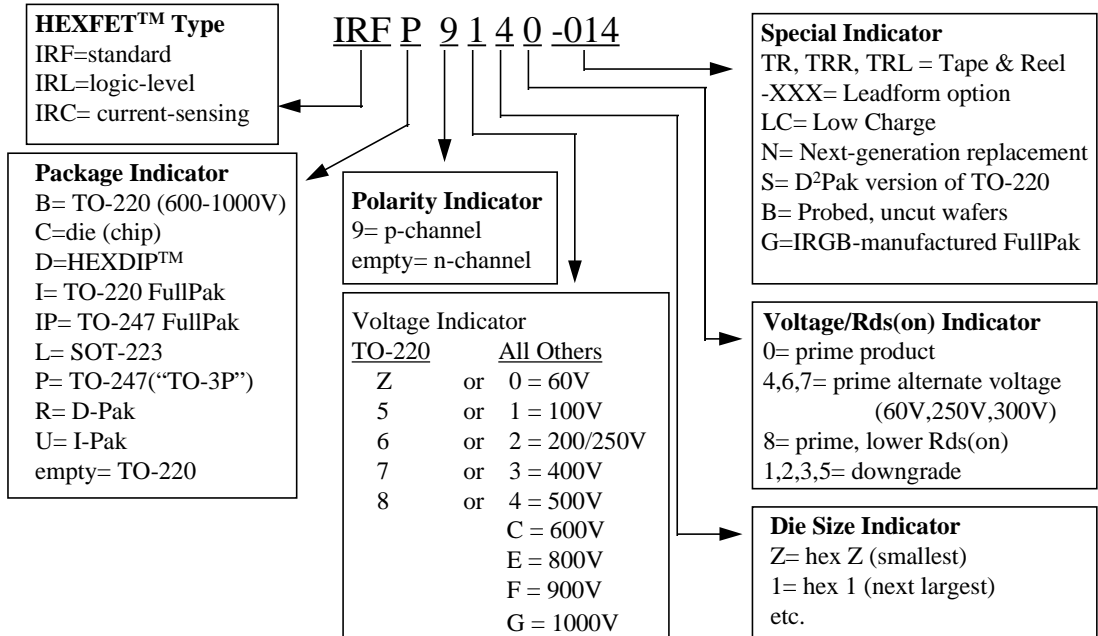 HEXFET™ Type
IRF=standard
IRL=logic-level
IRC= current-sensing
IRF P 9 1 4 0 -014
Special Indicator
TR, TRR, TRL = Tape & Reel
-XXX= Leadform option
LC= Low Charge
N= Next-generation replacement
S= D²Pak version of TO-220
B= Probed, uncut wafers
G=IRGB-manufactured FullPak
Package Indicator
B= TO-220 (600-1000V)
C=die (chip)
D=HEXDIP™
I= TO-220 FullPak
IP= TO-247 FullPak
L= SOT-223
P= TO-247(“TO-3P”)
R= D-Pak
U= I-Pak
empty= TO-220
Polarity Indicator
9= p-channel
empty= n-channel
Voltage Indicator
TO-220 All Others
Z or 0 = 60V
5 or 1 = 100V
6 or 2 = 200/250V
7 or 3 = 400V
8 or 4 = 500V
C = 600V
E = 800V
F = 900V
G = 1000V
Voltage/Rds(on) Indicator
0= prime product
4,6,7= prime alternate voltage
(60V,250V,300V)
8= prime, lower Rds(on)
1,2,3,5= downgrade
Die Size Indicator
Z= hex Z (smallest)
1= hex 1 (next largest)
etc.